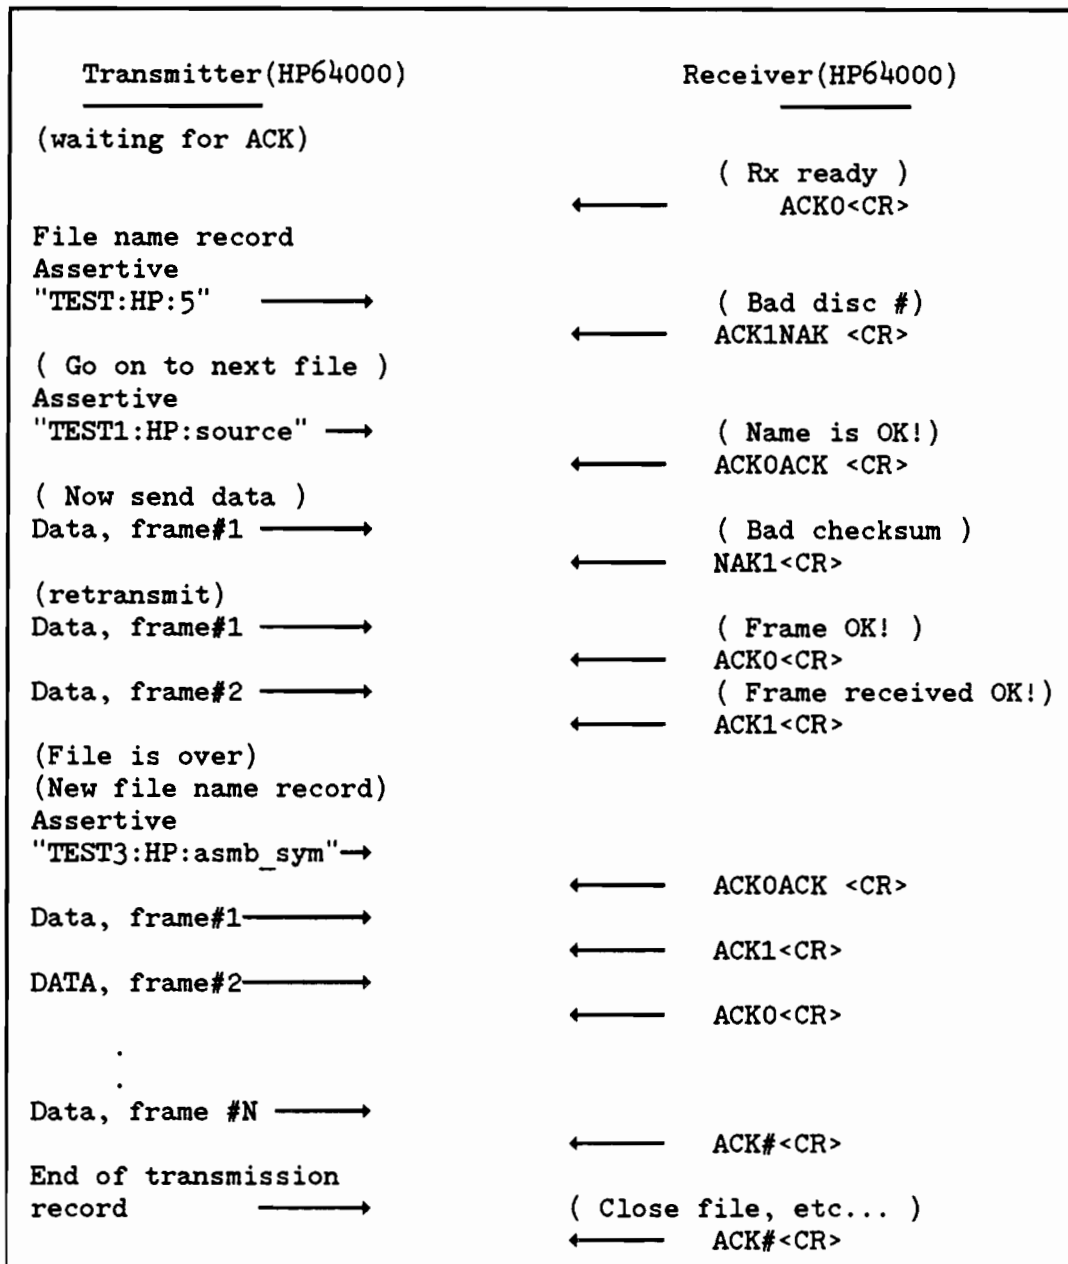 Transmitter(HP64000) Receiver(HP64000)
(waiting for ACK)
( Rx ready )
ACK0<CR>
File name record
Assertive
"TEST:HP:5" ( Bad disc #)
ACK1NAK <CR>
( Go on to next file )
Assertive
"TEST1:HP:source" ( Name is OK!)
ACK0ACK <CR>
( Now send data )
Data, frame#1 ( Bad checksum )
NAK1<CR>
(retransmit)
Data, frame#1 ( Frame OK! )
ACK0<CR>
Data, frame#2 ( Frame received OK!)
ACK1<CR>
(File is over)
(New file name record)
Assertive
"TEST3:HP:asmb_sym"
ACK0ACK <CR>
Data, frame#1
ACK1<CR>
DATA, frame#2
ACK0<CR>
.
.
Data, frame #N
ACK#<CR>
End of transmission
record ( Close file, etc... )
ACK#<CR>